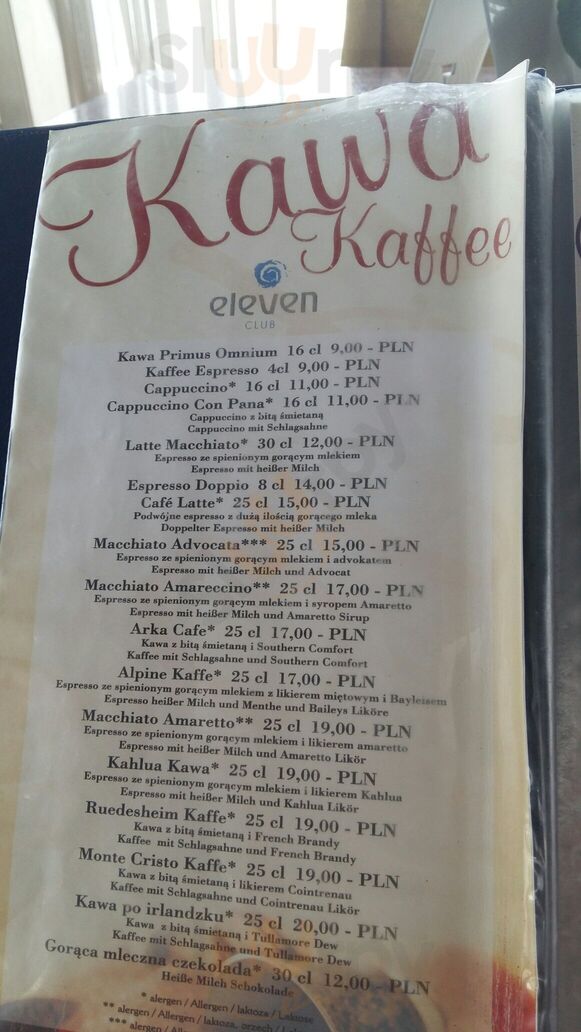 Sluurpy
Kawa
Kaffee
eleven
CLUB
Kawa Primus Omnium 16 cl 9,00 - PLN
Kaffee Espresso 4cl 9,00 - PLN
Cappuccino* 16 cl 11,00 - PLN
Cappuccino Con Pana* 16 cl 11,00 - PLN
Cappuccino z bitą śmietaną
Cappuccino mit Schlagsahne
Latte Macchiato* 30 cl 12,00 - PLN
Espresso ze spienionym gorącym mlekiem
Espresso mit heißer Milch
Espresso Doppio 8 cl 14,00 - PLN
Café Latte* 25 cl 15,00 - PLN
Podwójne espresso z dużą ilością gorącego mleka
Doppelter Espresso mit heißer Milch
Macchiato Advocata*** 25 cl 15,00 - PLN
Espresso ze spienionym gorącym mlekiem i advokatem
Espresso mit heißer Milch und Advocat
Macchiato Amareccino** 25 cl 17,00 - PLN
Espresso ze spienionym gorącym mlekiem i syropem Amaretto
Espresso mit heißer Milch und Amaretto Sirup
Arka Cafe* 25 cl 17,00 - PLN
Kawa z bitą śmietaną i Southern Comfort
Kaffee mit Schlagsahne und Southern Comfort
Alpine Kaffe* 25 cl 17,00 - PLN
Espresso ze spienionym gorącym mlekiem z likierem miętowym i Baylejsem
Espresso heißer Milch und Menthe und Baileys Liköre
Macchiato Amaretto** 25 cl 19,00 - PLN
Espresso ze spienionym gorącym mlekiem i likierem amaretto
Espresso mit heißer Milch und Amaretto Likör
Kahlua Kawa* 25 cl 19,00 - PLN
Espresso ze spienionym gorącym mlekiem i likierem Kahlua
Espresso mit heißer Milch und Kahlua Likör
Ruedesheim Kaffe* 25 cl 19,00 - PLN
Kawa z bitą śmietaną i French Brandy
Kaffee mit Schlagsahne und French Brandy
Monte Cristo Kaffe* 25 cl 19,00 - PLN
Kawa z bitą śmietaną i likierem Cointrenau
Kaffee mit Schlagsahne und Cointrenau Likör
Kawa po irlandzku* 25 cl 20,00 - PLN
Kawa z bitą śmietaną i Tullamore Dew
Kaffee mit Schlagsahne und Tullamore Dew
Gorąca mleczna czekolada* 30 cl 12,00 - PLN
Heiße Milch Schokolade
* alergen / Allergen / laktoza / Laktose
** alergen / Allergen / laktoza, orzech /
*** alergen /